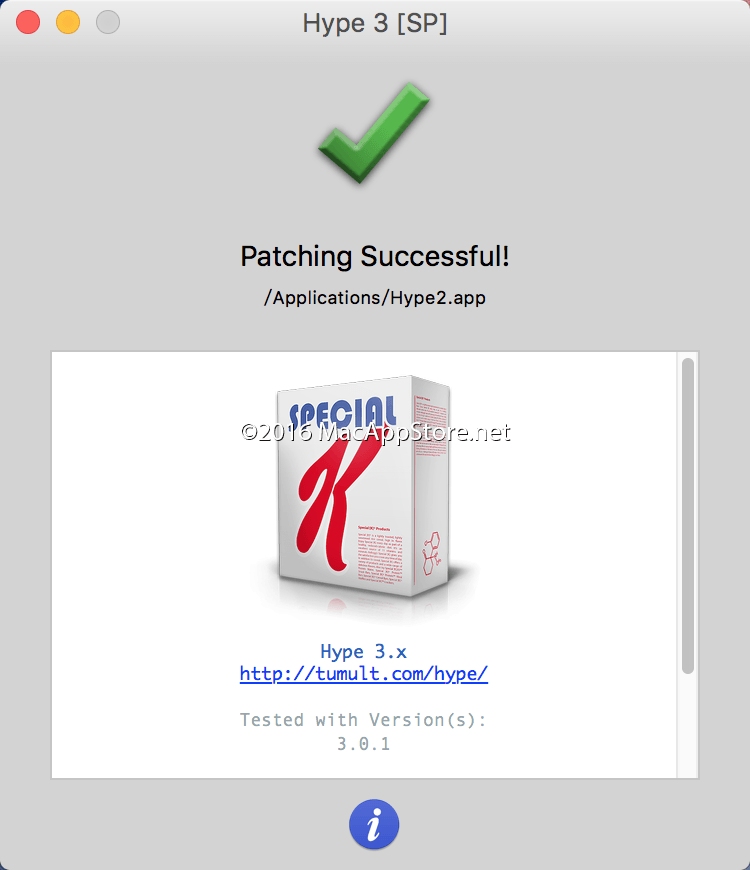 Hype 3 [SP]
Patching Successful!
/Applications/Hype2.app
SPECIAL
K
©2016 MacAppStore.net
Hype 3.x
http://tumult.com/hype/
Tested with Version(s):
3.0.1
i